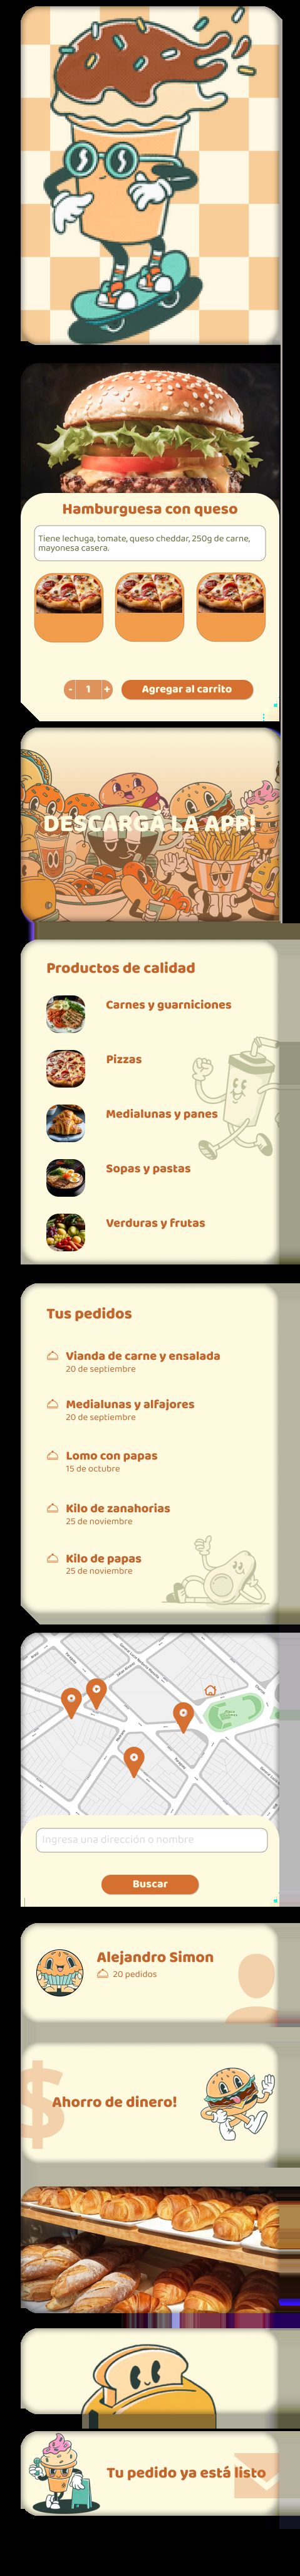 Hamburguesa con queso
Tiene lechuga, tomate, queso cheddar, 250g de carne,
mayonesa casera.
- 1 +
Agregar al carrito
DESCARGA LA APP!
Productos de calidad
Carnes y guarniciones
Pizzas
Medialunas y panes
Sopas y pastas
Verduras y frutas
Tus pedidos
Vianda de carne y ensalada
20 de septiembre
Medialunas y alfajores
20 de septiembre
Lomo con papas
15 de octubre
Kilo de zanahorias
25 de noviembre
Kilo de papas
25 de noviembre
Ingresa una dirección o nombre
Buscar
Alejandro Simon
20 pedidos
$
Ahorro de dinero!
Tu pedido ya está listo